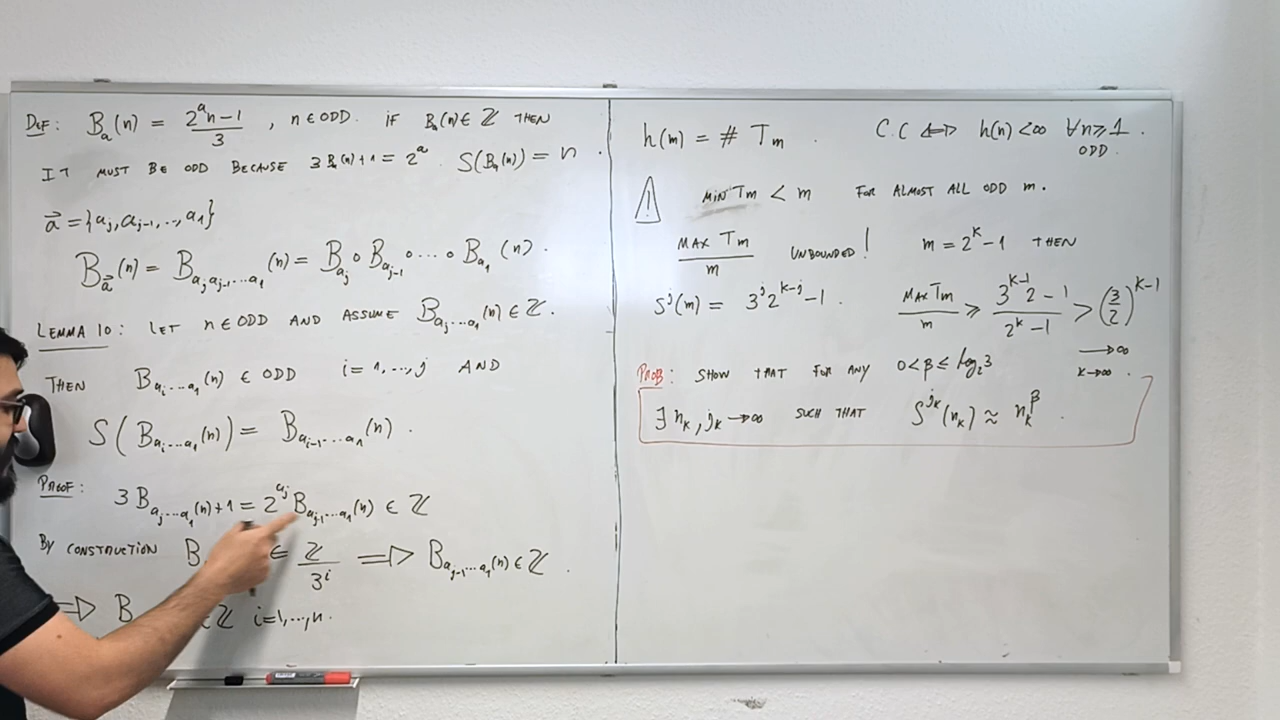 DEF: B_a(n) = (2^a n - 1)/3 , n ∈ ODD. IF B_a(n) ∈ ℤ THEN
IT MUST BE ODD BECAUSE 3B_a(n)+1 = 2^a . S(B_a(n)) = n .
a⃗ = {a_j, a_{j-1}, .., a_1}
B_a⃗(n) = B_{a_j a_{j-1} ... a_1}(n) = B_{a_j} ∘ B_{a_{j-1}} ∘ ... ∘ B_{a_1}(n) .
LEMMA 10: LET n ∈ ODD AND ASSUME B_{a_j ... a_1}(n) ∈ ℤ.
THEN B_{a_i ... a_1}(n) ∈ ODD i = 1, ..., j AND
S(B_{a_i ... a_1}(n)) = B_{a_{i-1} ... a_1}(n) .
PROOF: 3B_{a_j ... a_1}(n)+1 = 2^{a_j} B_{a_{j-1} ... a_1}(n) ∈ ℤ
BY CONSTRUCTION B ∈ ℤ/3^i ⟹ B_{a_{j-1} ... a_1}(n) ∈ ℤ .
⟹ B ∈ ℤ i=1, ..., n.
h(m) = # T_m C.C ⟺ h(n) < ∞ ∀n ≥ 1 .
ODD.
! MIN T_m < m FOR ALMOST ALL ODD m.
MAX T_m / m UNBOUNDED! m = 2^k - 1 THEN
S^j(m) = 3^j 2^{k-j} - 1 . MAX T_m / m ≥ (3^{k-1} 2 - 1)/(2^k - 1) > (3/2)^{k-1}
⟶ ∞
k→∞ .
PROB: SHOW THAT FOR ANY 0 < β ≤ log_2 3
∃ n_k, j_k → ∞ SUCH THAT S^{j_k}(n_k) ≈ n_k^β .